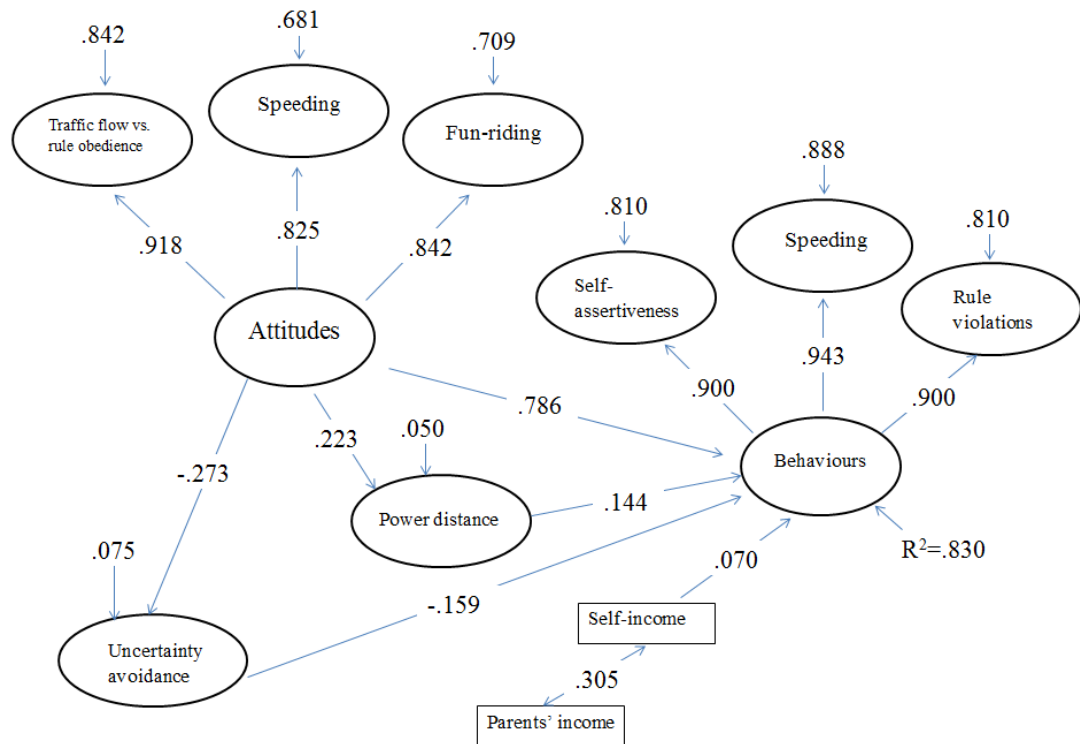 .842
.681
.709
Traffic flow vs.
rule obedience
Speeding
Fun-riding
.918
.825
.842
Attitudes
.888
.810
.810
Speeding
Self-
assertiveness
Rule
violations
.943
.900
.900
.786
.223
.050
-.273
Behaviours
Power distance
.144
R²=.830
.075
.070
-.159
Self-income
Uncertainty
avoidance
.305
Parents’ income